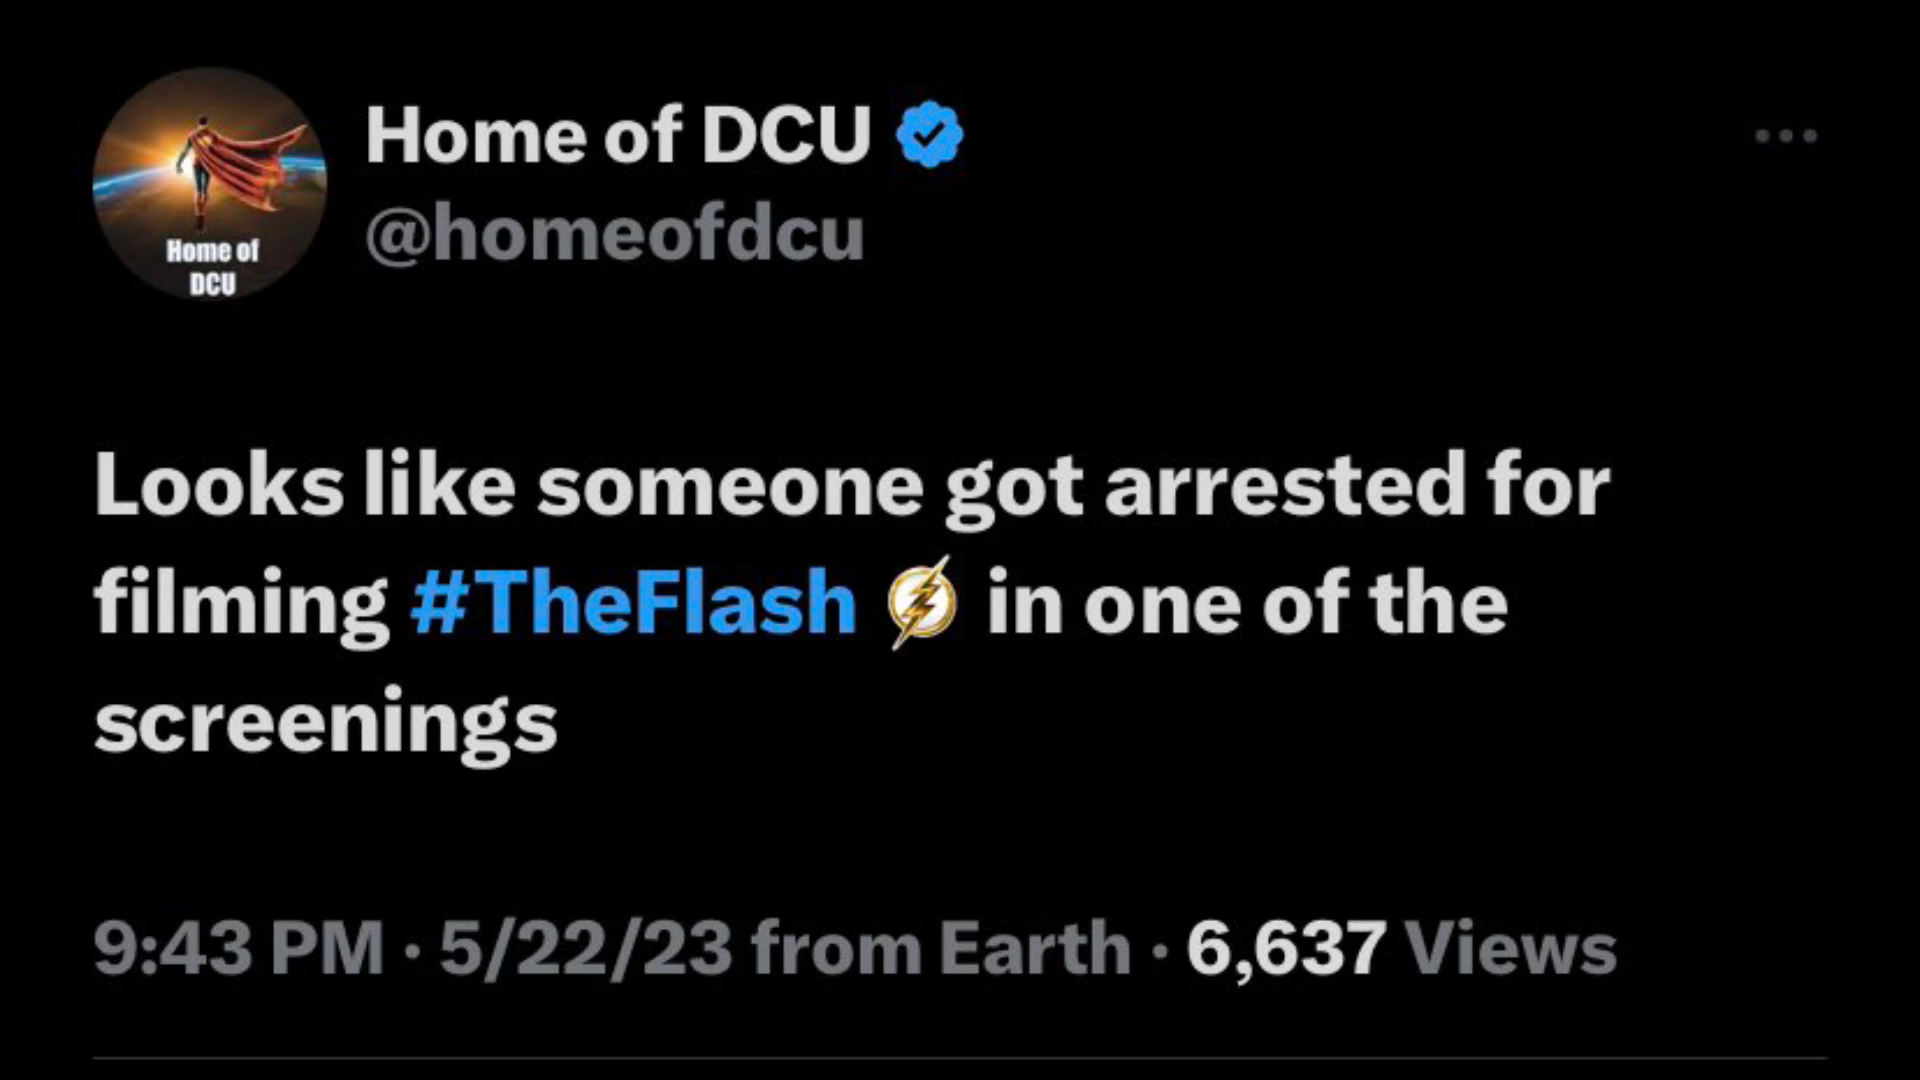 Home of DCU
@homeofdcu
Home of
DCU
Looks like someone got arrested for
filming #TheFlash in one of the
screenings
9:43 PM · 5/22/23 from Earth · 6,637 Views